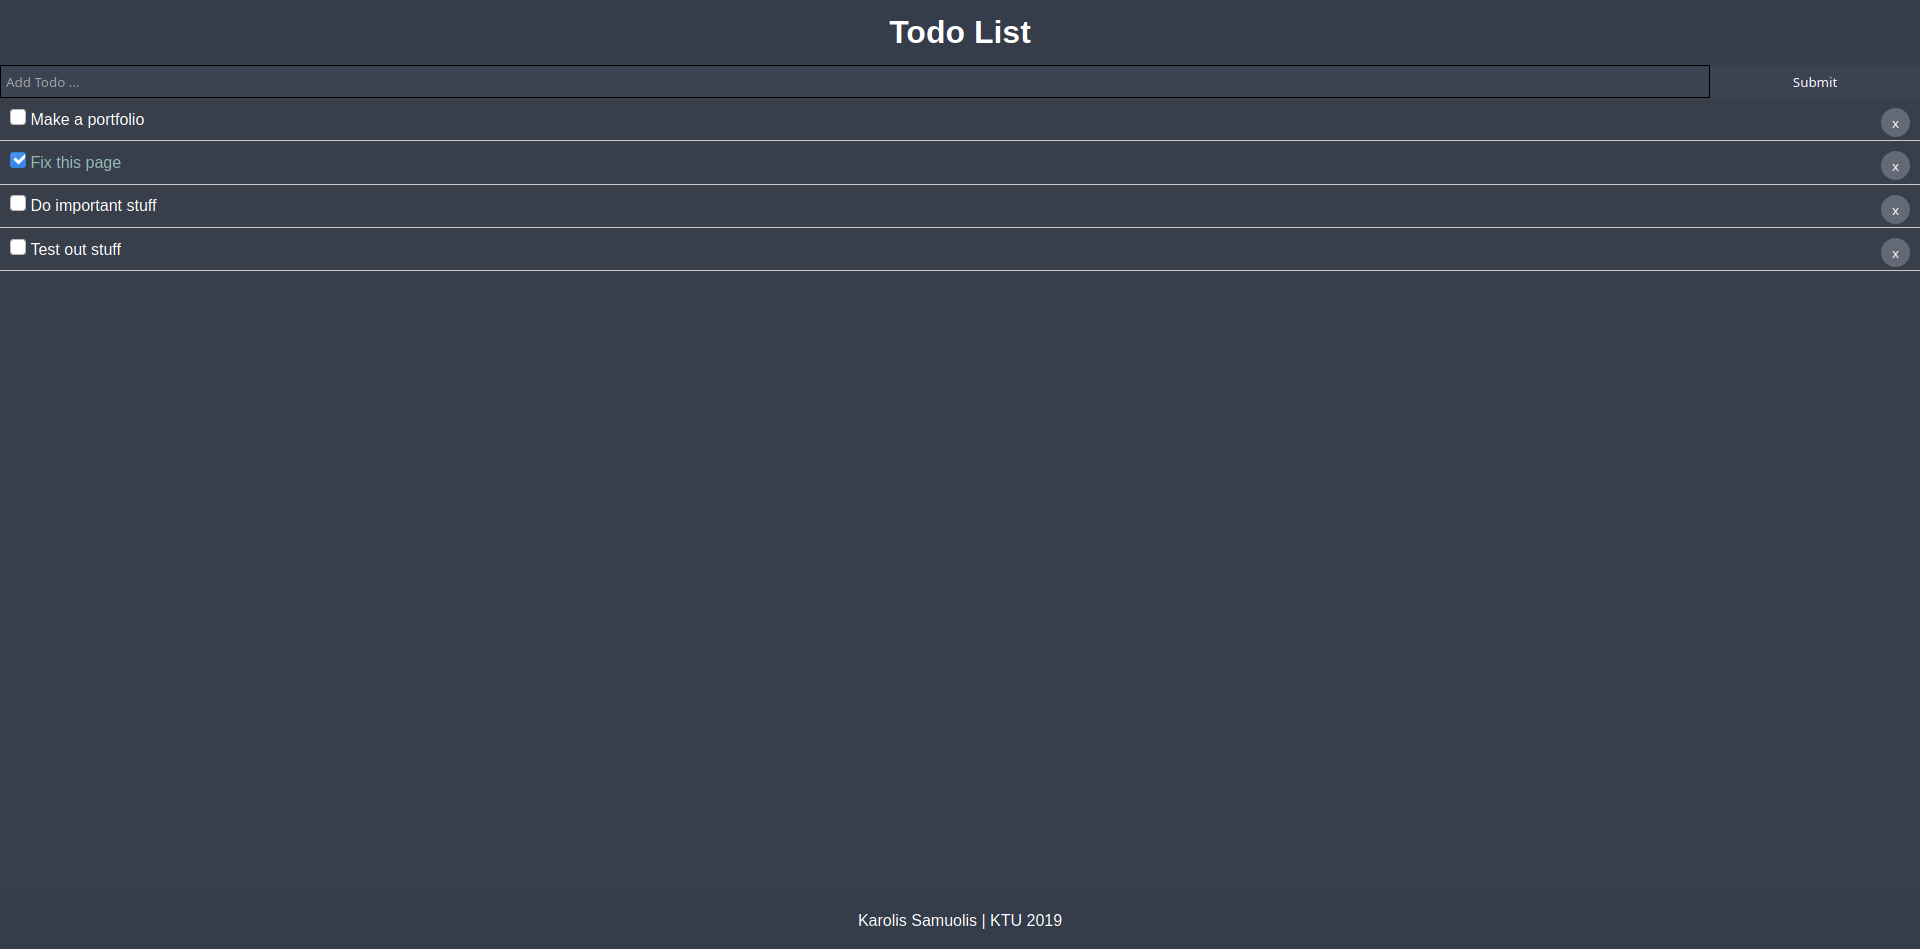 Todo List
Add Todo ...
Submit
Make a portfolio
x
Fix this page
x
Do important stuff
x
Test out stuff
x
Karolis Samuolis | KTU 2019